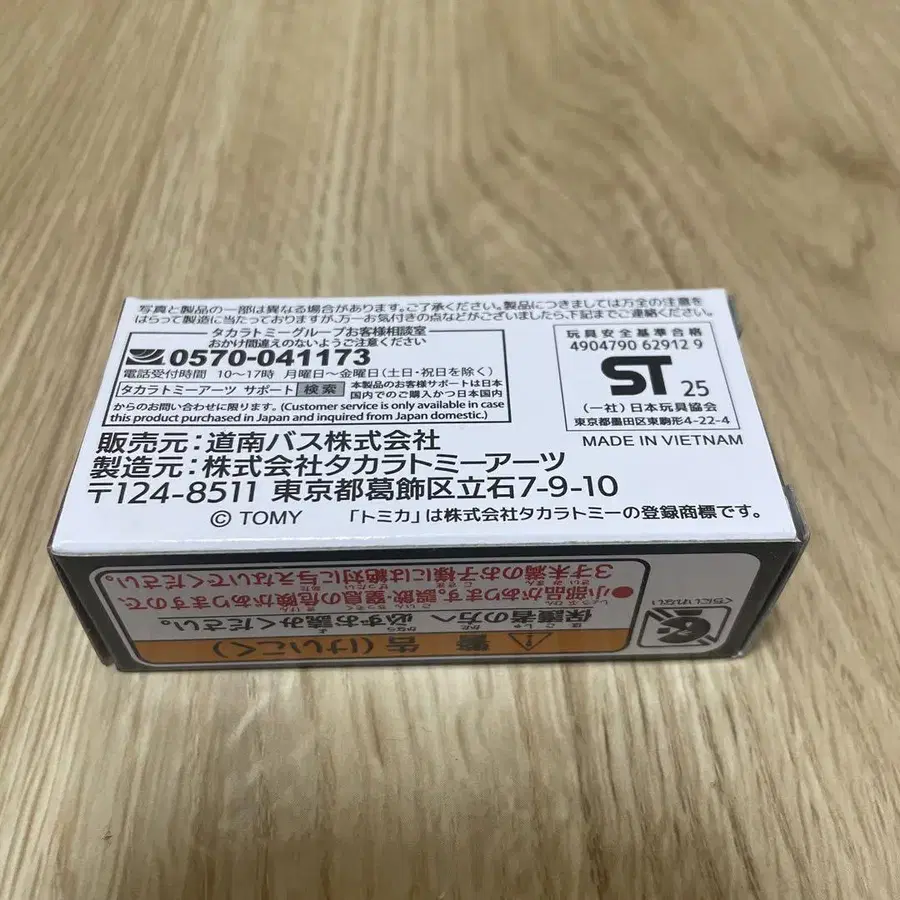 写真と製品の一部は異なる場合があります。ご了承ください。製品につきましては万全の注意を
はらって製造に当たっておりますが、万一お気付きの点などがございましたら、下記までご連絡ください。
タカラトミーグループお客様相談室
おかけ間違えのないようご注意ください
0570-041173
電話受付時間 10〜17時 月曜日〜金曜日(土日・祝日を除く)
タカラトミーアーツ サポート 検索
本製品のお客様サポートは日本
国内でのご購入かつ日本国内
からのお問い合わせに限ります。(Customer service is only available in case
this product purchased in Japan and inquired from Japan domestic.)
玩具安全基準合格
4904790 62912 9
ST 25
(一社)日本玩具協会
東京都墨田区東駒形4-22-4
MADE IN VIETNAM
販売元:道南バス株式会社
製造元:株式会社タカラトミーアーツ
〒124-8511 東京都葛飾区立石7-9-10
© TOMY 「トミカ」は株式会社タカラトミーの登録商標です。
警告(けいこく)
保護者の方へ 必ずお読みください。
●小部品があります。誤飲・窒息の危険がありますので、
3才未満のお子様には絶対に与えないでください。
くちにいれない